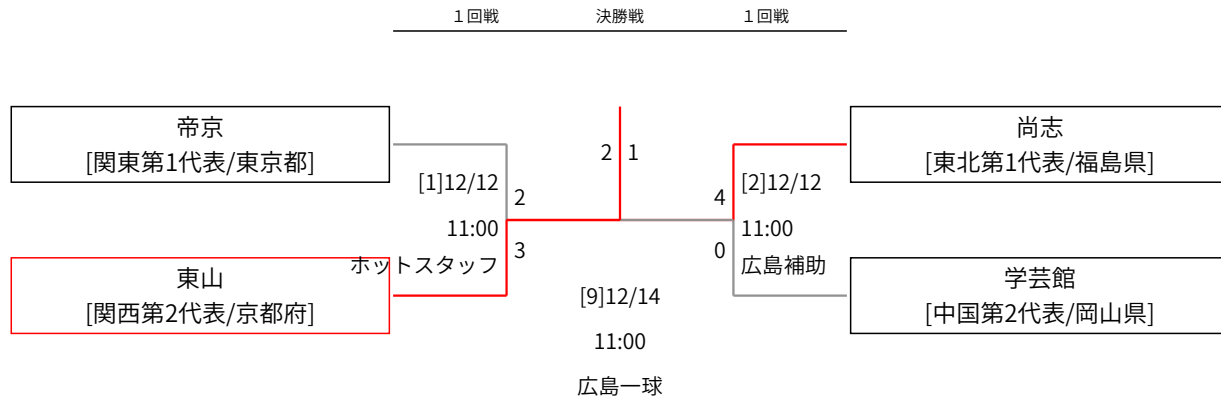 １回戦
決勝戦
１回戦
帝京
[関東第1代表/東京都]
尚志
[東北第1代表/福島県]
2
1
[1]12/12
2
11:00
3
ホットスタッフ
4
[2]12/12
11:00
0
広島補助
東山
[関西第2代表/京都府]
学芸館
[中国第2代表/岡山県]
[9]12/14
11:00
広島一球